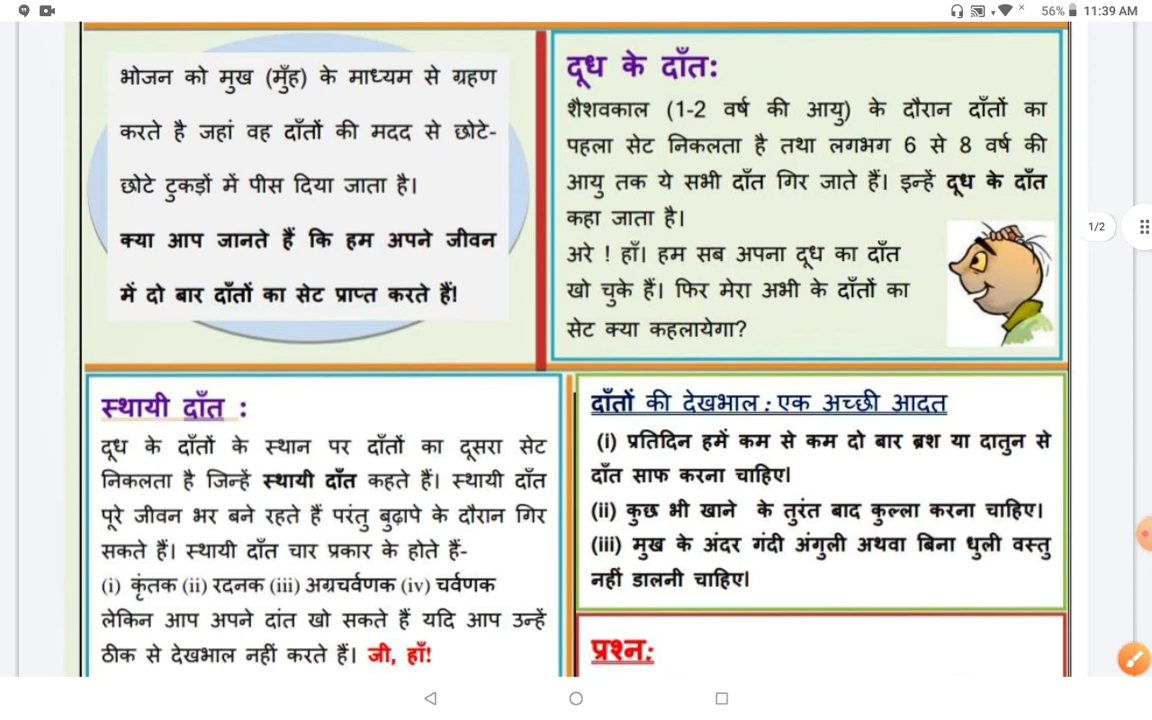 56% 11:39 AM
भोजन को मुख (मुँह) के माध्यम से ग्रहण
करते है जहां वह दाँतों की मदद से छोटे-
छोटे टुकड़ों में पीस दिया जाता है।
क्या आप जानते हैं कि हम अपने जीवन
में दो बार दाँतों का सेट प्राप्त करते हैं!
दूध के दाँत:
शैशवकाल (1-2 वर्ष की आयु) के दौरान दाँतों का
पहला सेट निकलता है तथा लगभग 6 से 8 वर्ष की
आयु तक ये सभी दाँत गिर जाते हैं। इन्हें दूध के दाँत
कहा जाता है।
अरे ! हाँ। हम सब अपना दूध का दाँत
खो चुके हैं। फिर मेरा अभी के दाँतों का
सेट क्या कहलायेगा?
1/2
स्थायी दाँत :
दूध के दाँतों के स्थान पर दाँतों का दूसरा सेट
निकलता है जिन्हें स्थायी दाँत कहते हैं। स्थायी दाँत
पूरे जीवन भर बने रहते हैं परंतु बुढ़ापे के दौरान गिर
सकते हैं। स्थायी दाँत चार प्रकार के होते हैं-
(i) कृंतक (ii) रदनक (iii) अग्रचर्वणक (iv) चर्वणक
लेकिन आप अपने दांत खो सकते हैं यदि आप उन्हें
ठीक से देखभाल नहीं करते हैं। जी, हाँ!
दाँतों की देखभाल : एक अच्छी आदत
(i) प्रतिदिन हमें कम से कम दो बार ब्रश या दातुन से
दाँत साफ करना चाहिए।
(ii) कुछ भी खाने के तुरंत बाद कुल्ला करना चाहिए।
(iii) मुख के अंदर गंदी अंगुली अथवा बिना धुली वस्तु
नहीं डालनी चाहिए।
प्रश्न: